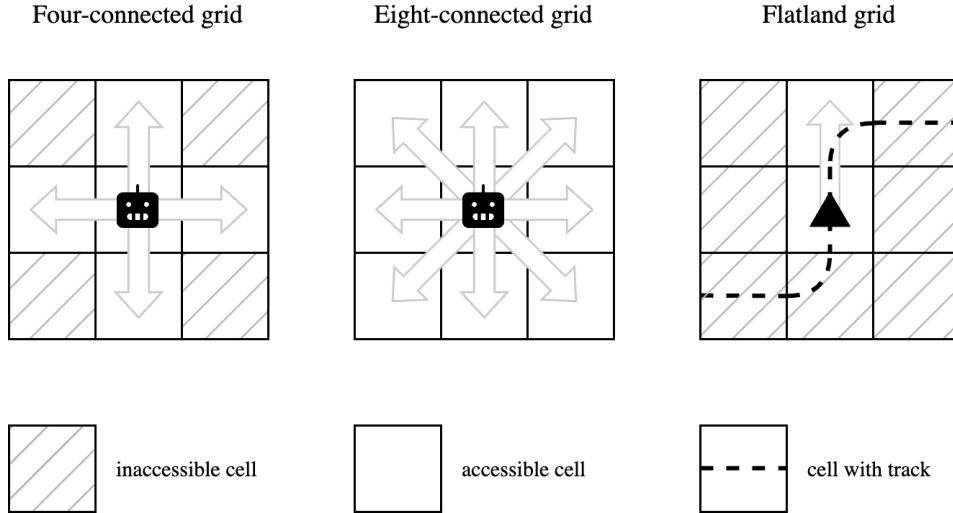 Four-connected grid
Eight-connected grid
Flatland grid
inaccessible cell
accessible cell
cell with track